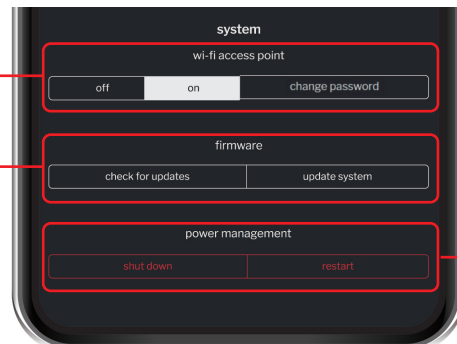 system
wi-fi access point
off on change password
firmware
check for updates update system
power management
shut down restart